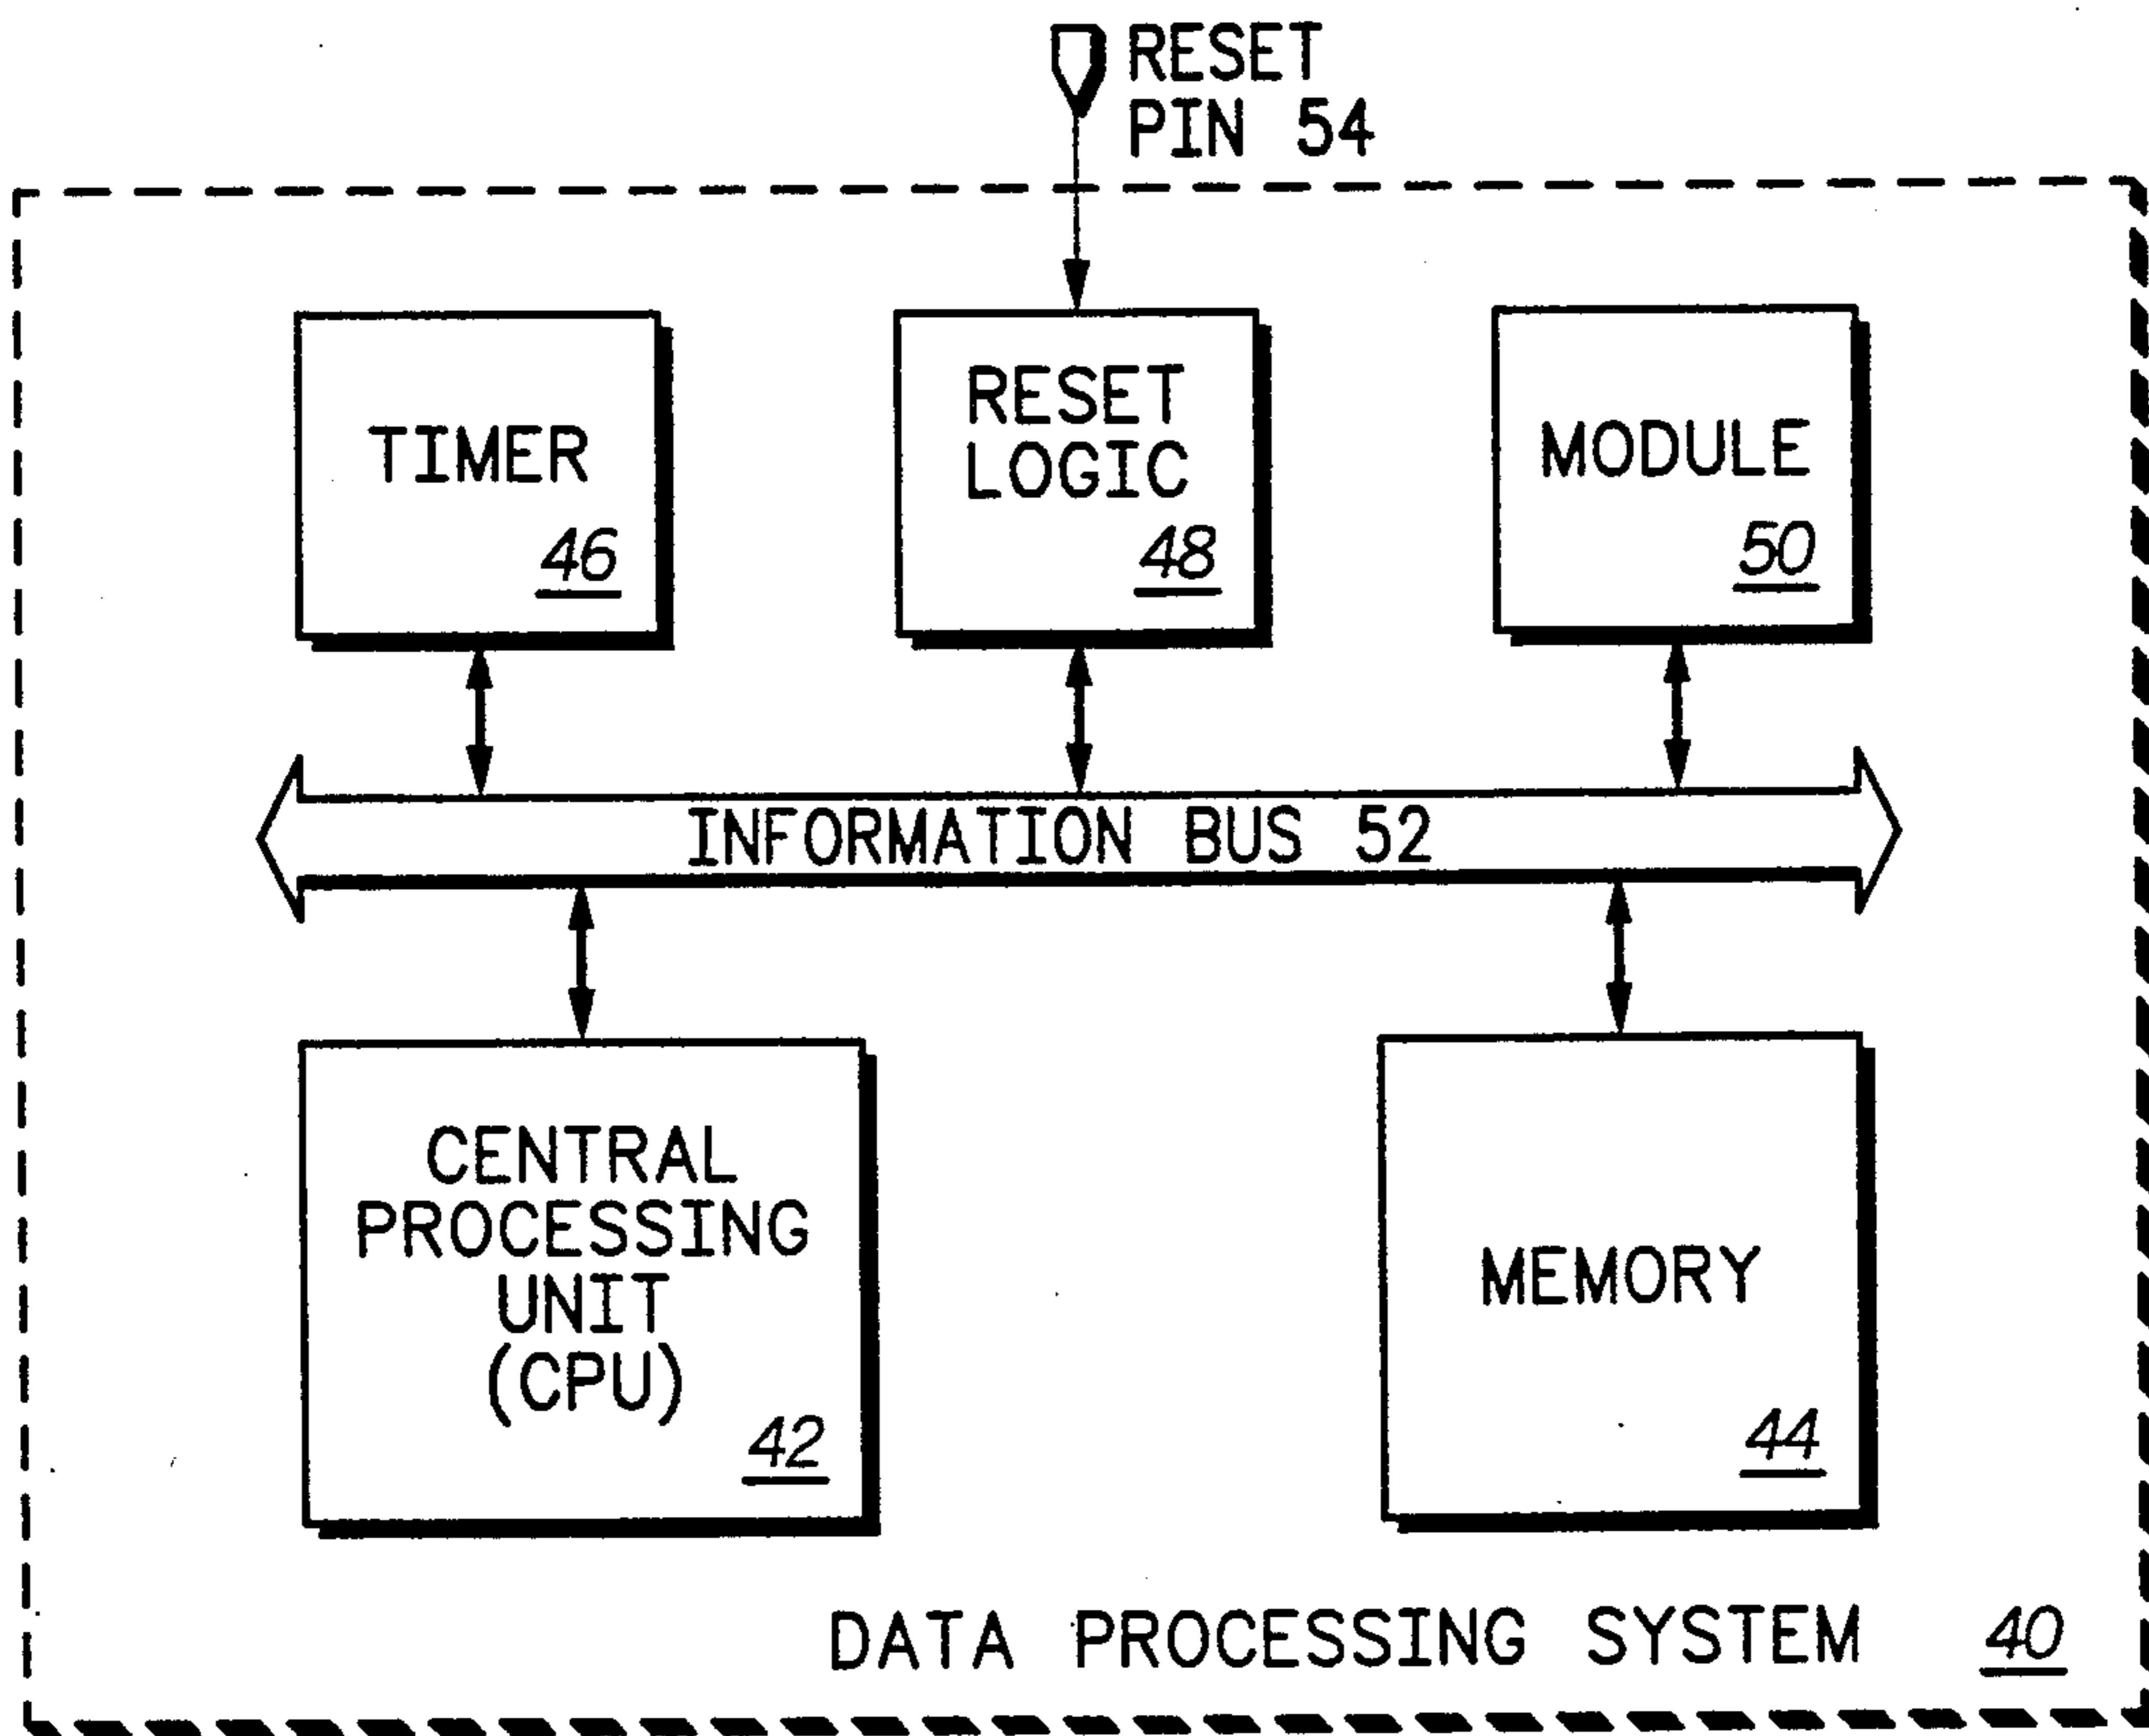 RESET
PIN 54
TIMER
46
RESET
LOGIC
48
MODULE
50
INFORMATION BUS 52
CENTRAL
PROCESSING
UNIT
(CPU)
42
MEMORY
44
DATA PROCESSING SYSTEM 40